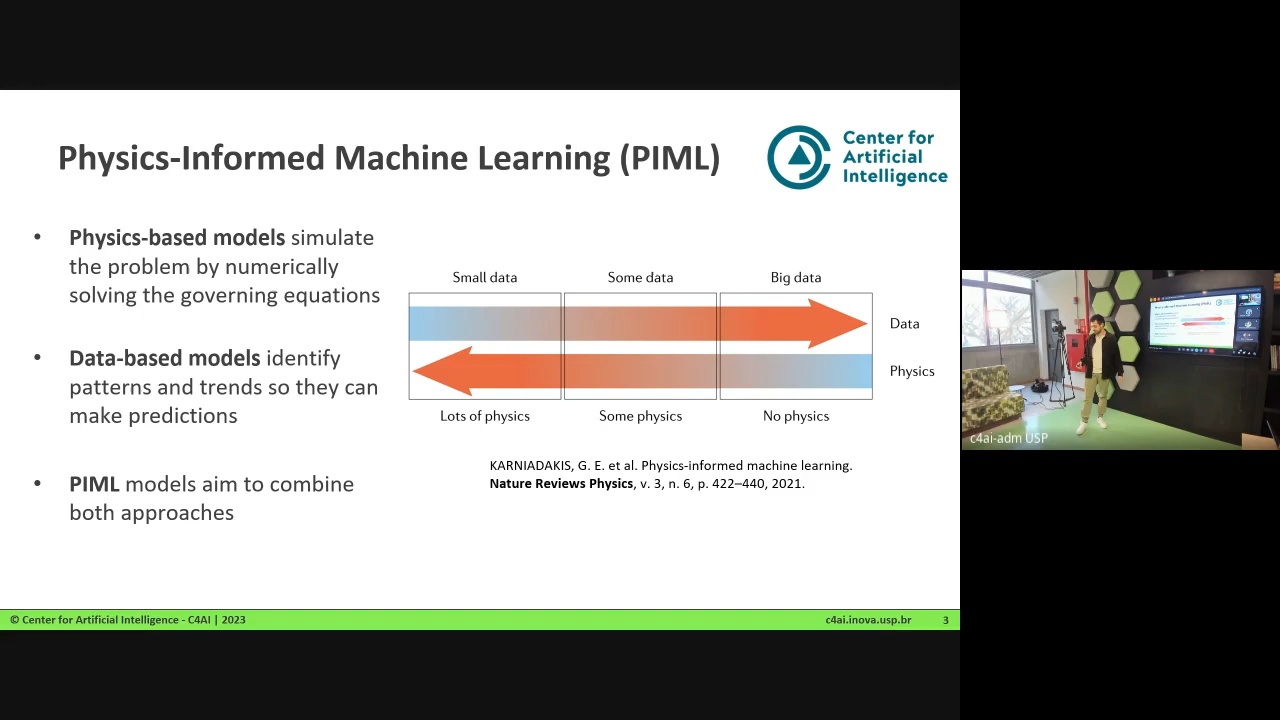 Physics-Informed Machine Learning (PIML)
Center for
Artificial
Intelligence
• Physics-based models simulate
the problem by numerically
solving the governing equations
• Data-based models identify
patterns and trends so they can
make predictions
• PIML models aim to combine
both approaches
Small data
Some data
Big data
Data
Physics
Lots of physics
Some physics
No physics
KARNIADAKIS, G. E. et al. Physics-informed machine learning.
Nature Reviews Physics, v. 3, n. 6, p. 422–440, 2021.
© Center for Artificial Intelligence - C4AI | 2023
c4ai.inova.usp.br
3
c4ai-adm USP